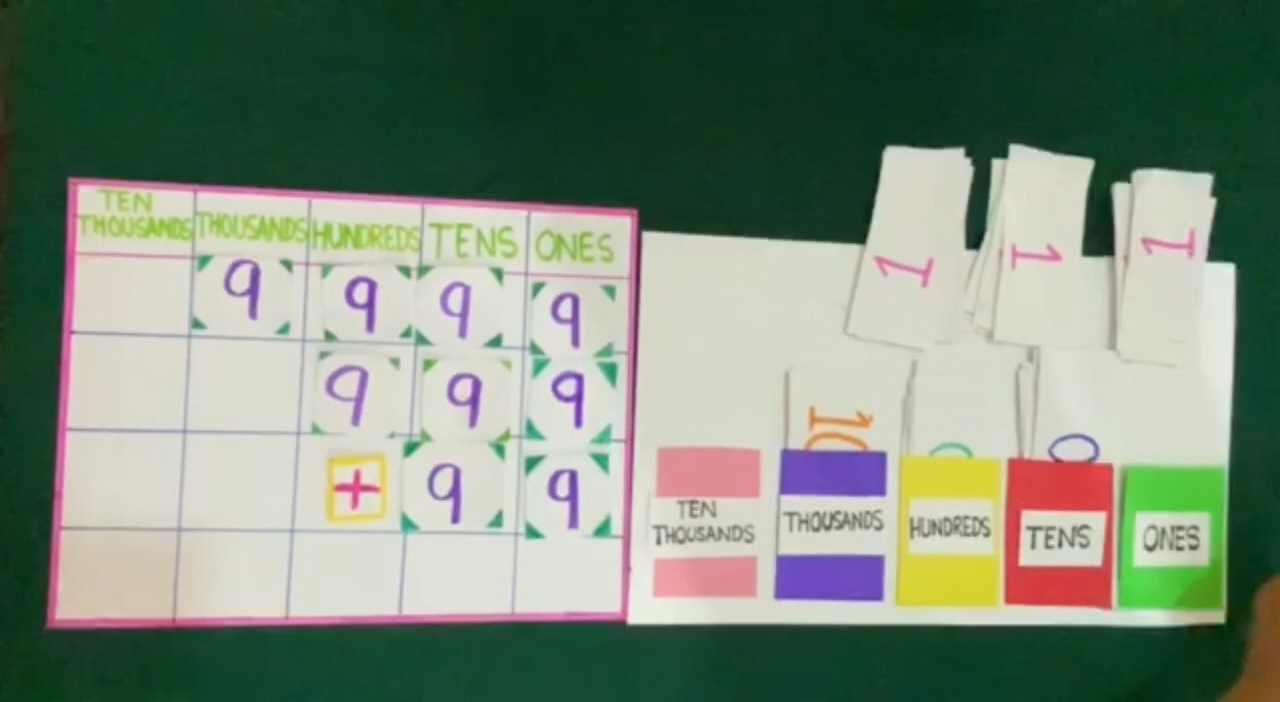 TEN THOUSANDS THOUSANDS HUNDREDS TENS ONES
9 9 9 9
9 9 9
+ 9 9
1 1 1
10 0 0
TEN THOUSANDS THOUSANDS HUNDREDS TENS ONES